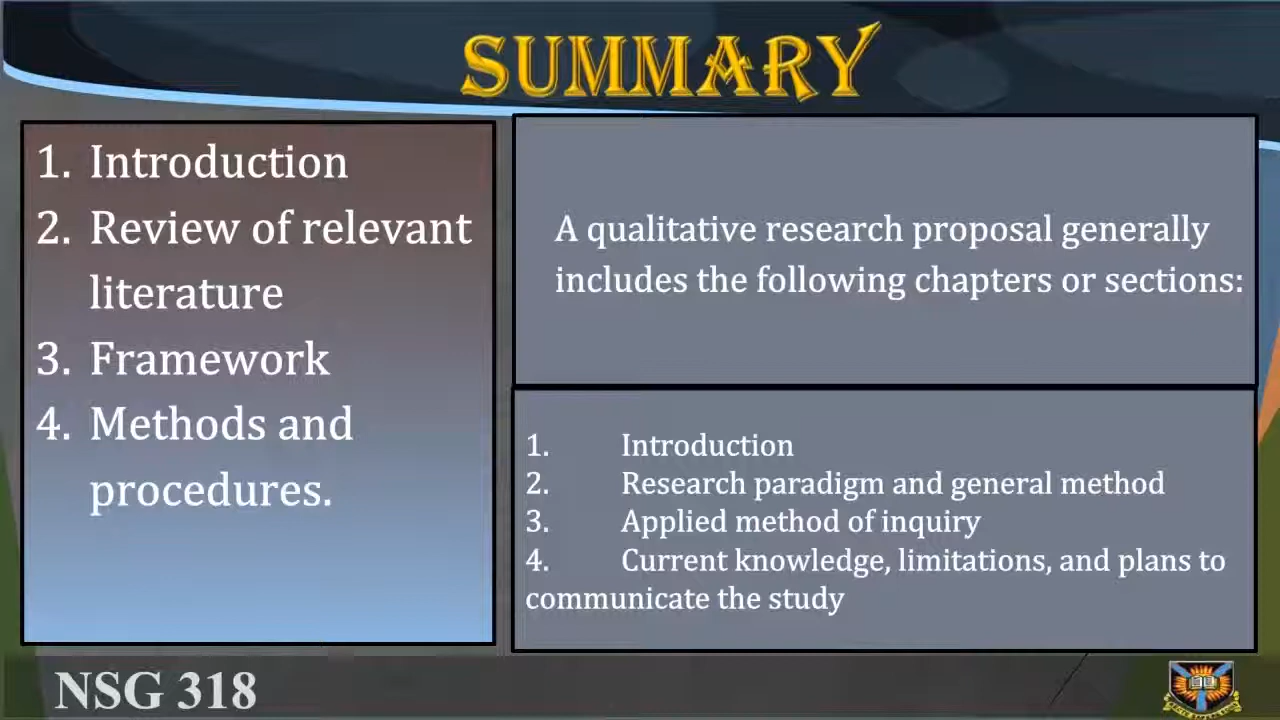 SUMMARY
1. Introduction
2. Review of relevant
literature
3. Framework
4. Methods and
procedures.
A qualitative research proposal generally
includes the following chapters or sections:
1. Introduction
2. Research paradigm and general method
3. Applied method of inquiry
4. Current knowledge, limitations, and plans to
communicate the study
NSG 318